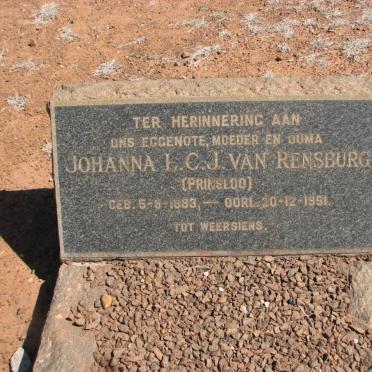 TER HERINNERING AAN
ONS EGGENOTE, MOEDER EN OUMA
JOHANNA L.C.J. VAN RENSBURG
(PRINSLOO)
GEB. 5-9-1883, — OORL. 20-12-1951.
TOT WEERSIENS.